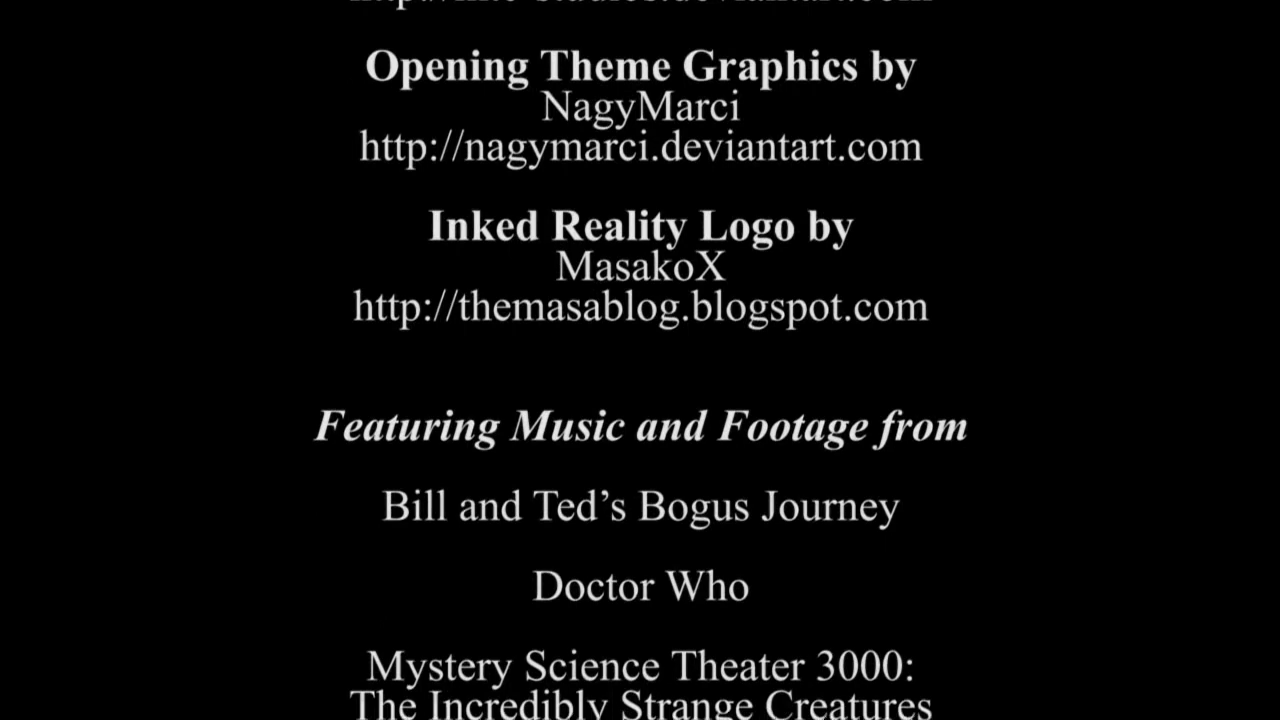 Opening Theme Graphics by
NagyMarci
http://nagymarci.deviantart.com
Inked Reality Logo by
MasakoX
http://themasablog.blogspot.com
Featuring Music and Footage from
Bill and Ted’s Bogus Journey
Doctor Who
Mystery Science Theater 3000:
The Incredibly Strange Creatures